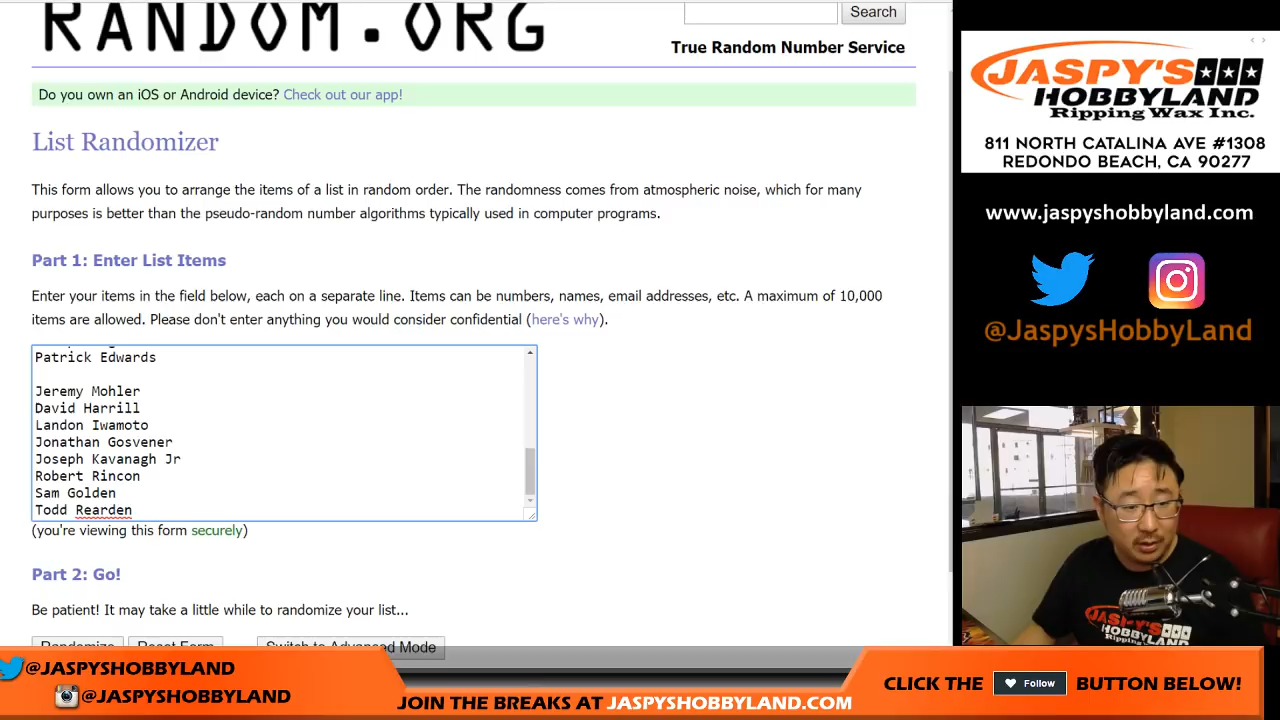 RANDOM.ORG
Search
True Random Number Service
Do you own an iOS or Android device? Check out our app!
List Randomizer
This form allows you to arrange the items of a list in random order. The randomness comes from atmospheric noise, which for many
purposes is better than the pseudo-random number algorithms typically used in computer programs.
Part 1: Enter List Items
Enter your items in the field below, each on a separate line. Items can be numbers, names, email addresses, etc. A maximum of 10,000
items are allowed. Please don't enter anything you would consider confidential (here's why).
Patrick Edwards
Jeremy Mohler
David Harrill
Landon Iwamoto
Jonathan Gosvener
Joseph Kavanagh Jr
Robert Rincon
Sam Golden
Todd Rearden
(you're viewing this form securely)
Part 2: Go!
Be patient! It may take a little while to randomize your list...
Randomize Reset Form Switch to Advanced Mode
JASPY'S
HOBBYLAND
Ripping Wax Inc.
811 NORTH CATALINA AVE #1308
REDONDO BEACH, CA 90277
www.jaspyshobbyland.com
@JaspysHobbyLand
JASPY'S
HOBBYLAND
@JASPYSHOBBYLAND
@JASPYSHOBBYLAND
JOIN THE BREAKS AT JASPYSHOBBYLAND.COM
CLICK THE Follow BUTTON BELOW!